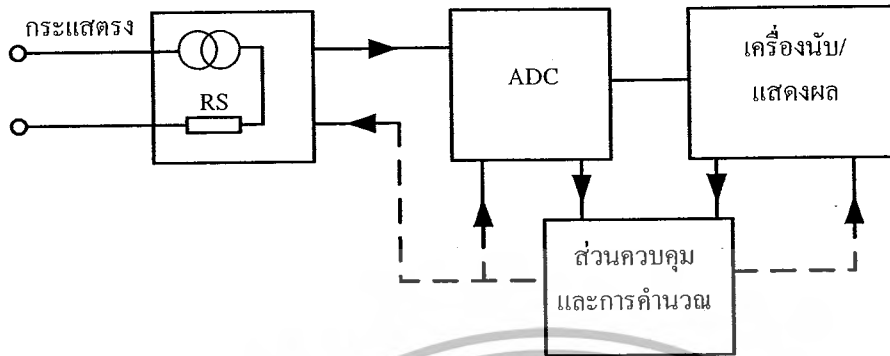 กระแสตรง
RS
ADC
เครื่องนับ/
แสดงผล
ส่วนควบคุม
และการคำนวณ